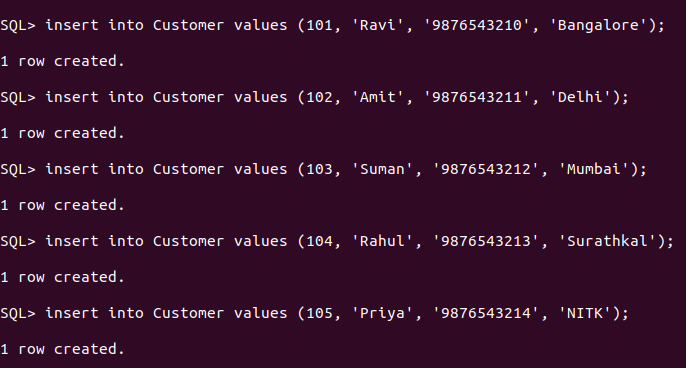 SQL> insert into Customer values (101, 'Ravi', '9876543210', 'Bangalore');
1 row created.
SQL> insert into Customer values (102, 'Amit', '9876543211', 'Delhi');
1 row created.
SQL> insert into Customer values (103, 'Suman', '9876543212', 'Mumbai');
1 row created.
SQL> insert into Customer values (104, 'Rahul', '9876543213', 'Surathkal');
1 row created.
SQL> insert into Customer values (105, 'Priya', '9876543214', 'NITK');
1 row created.